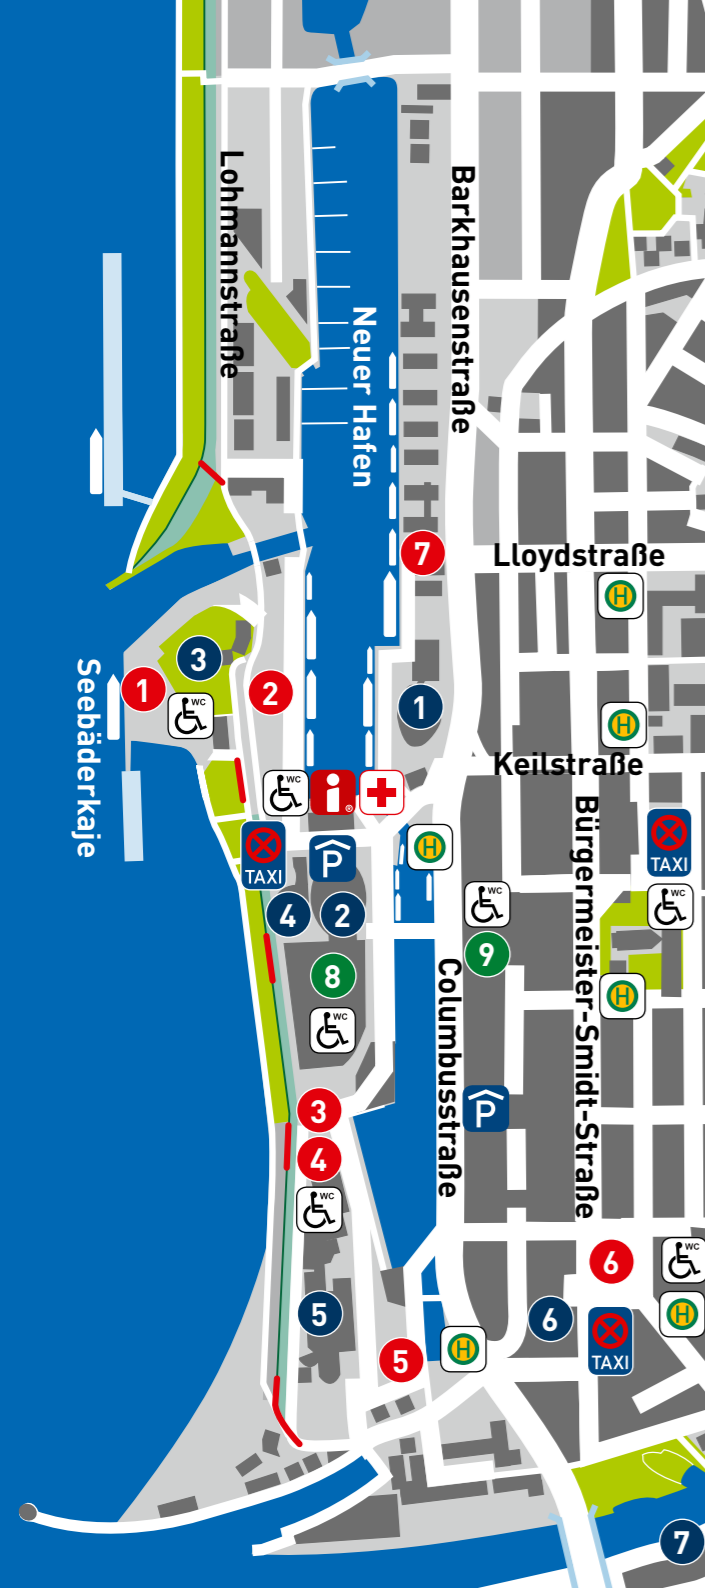 Lohmannstraße
Barkhausenstraße
Neuer Hafen
7
Lloydstraße
H
3
1
2
WC
Seebäderkaje
1
H
Keilstraße
WC
i
®
TAXI
P
H
Bürgermeister-Smidt-Straße
TAXI
WC
WC
4
2
9
8
H
WC
Columbusstraße
3
P
4
WC
6
WC
5
6
H
TAXI
H
5
7